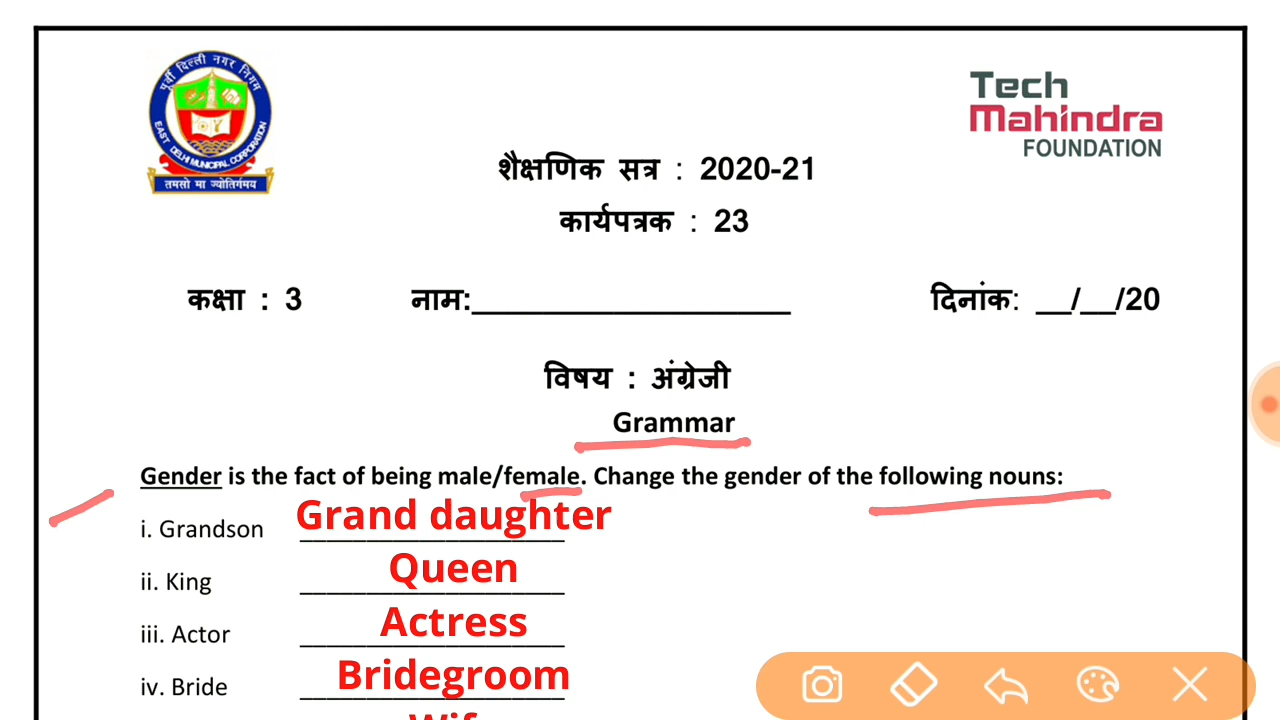 पूर्वी दिल्ली नगर निगम
EAST DELHI MUNICIPAL CORPORATION
तमसो मा ज्योतिर्गमय
Tech
Mahindra
FOUNDATION
शैक्षणिक सत्र : 2020-21
कार्यपत्रक : 23
कक्षा : 3 नाम:___________________ दिनांक: __/__/20
विषय : अंग्रेजी
Grammar
Gender is the fact of being male/female. Change the gender of the following nouns:
i. Grandson Grand daughter
ii. King Queen
iii. Actor Actress
iv. Bride Bridegroom